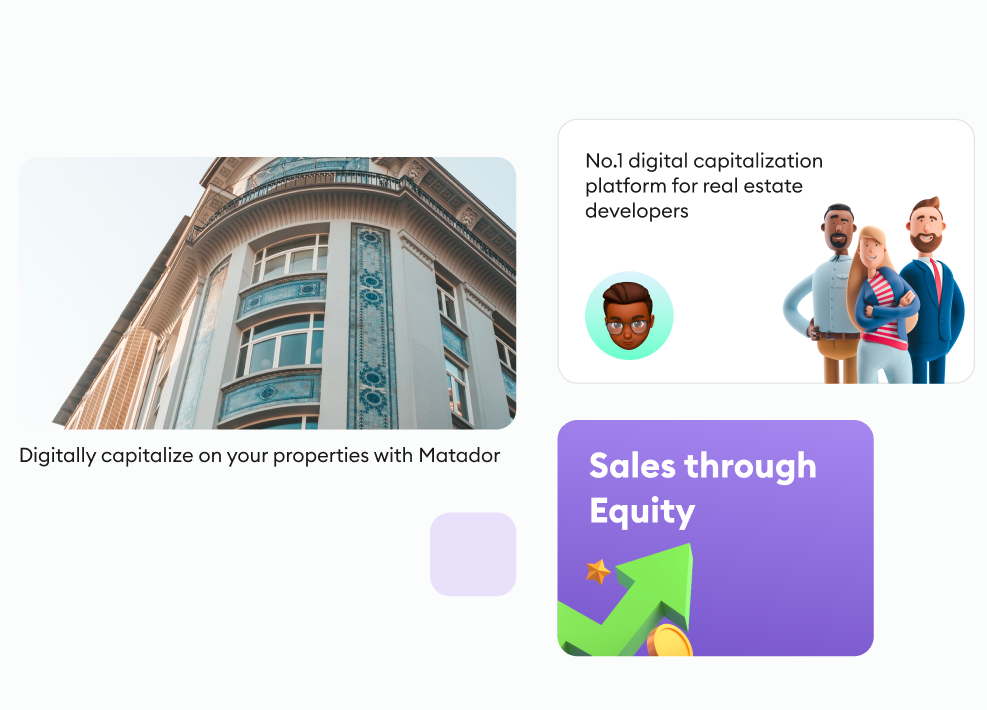 No.1 digital capitalization
platform for real estate
developers
Digitally capitalize on your properties with Matador
Sales through
Equity